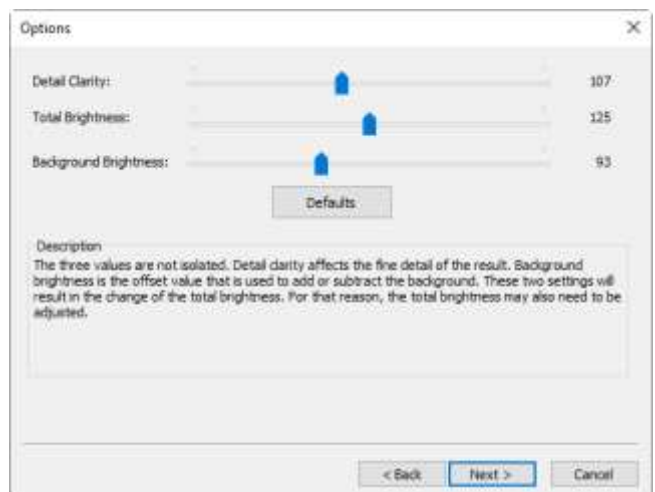 Options
Detail Clarity: 107
Total Brightness: 125
Background Brightness: 93
Defaults
Description
The three values are not isolated. Detail clarity affects the fine detail of the result. Background
brightness is the offset value that is used to add or subtract the background. These two settings will
result in the change of the total brightness. For that reason, the total brightness may also need to be
adjusted.
< Back Next > Cancel